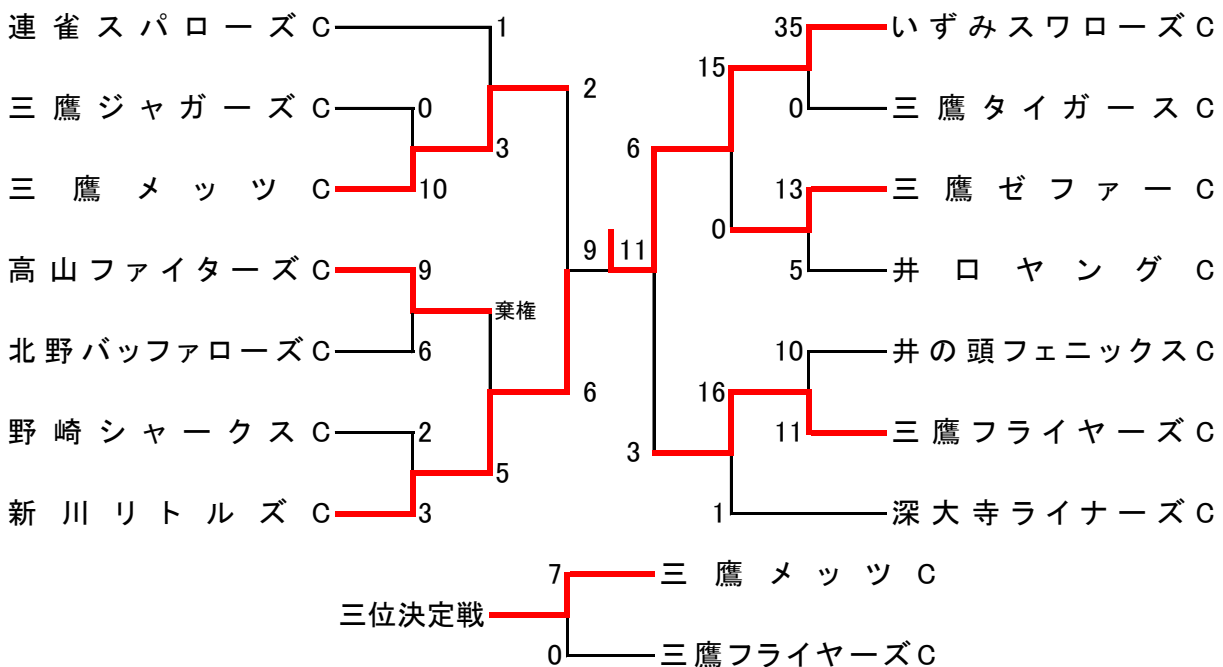 連雀スパローズC 1
三鷹ジャガーズC 0
三鷹メッツC 10
3
2
高山ファイターズC 9
棄権
北野バッファローズC 6
野崎シャークスC 2
5
新川リトルズC 3
6
9 11
35 いずみスワローズC
15
0 三鷹タイガースC
6
13 三鷹ゼファーC
0
5 井口ヤングC
10 井の頭フェニックスC
16
11 三鷹フライヤーズC
3
1 深大寺ライナーズC
7 三鷹メッツC
三位決定戦
0 三鷹フライヤーズC